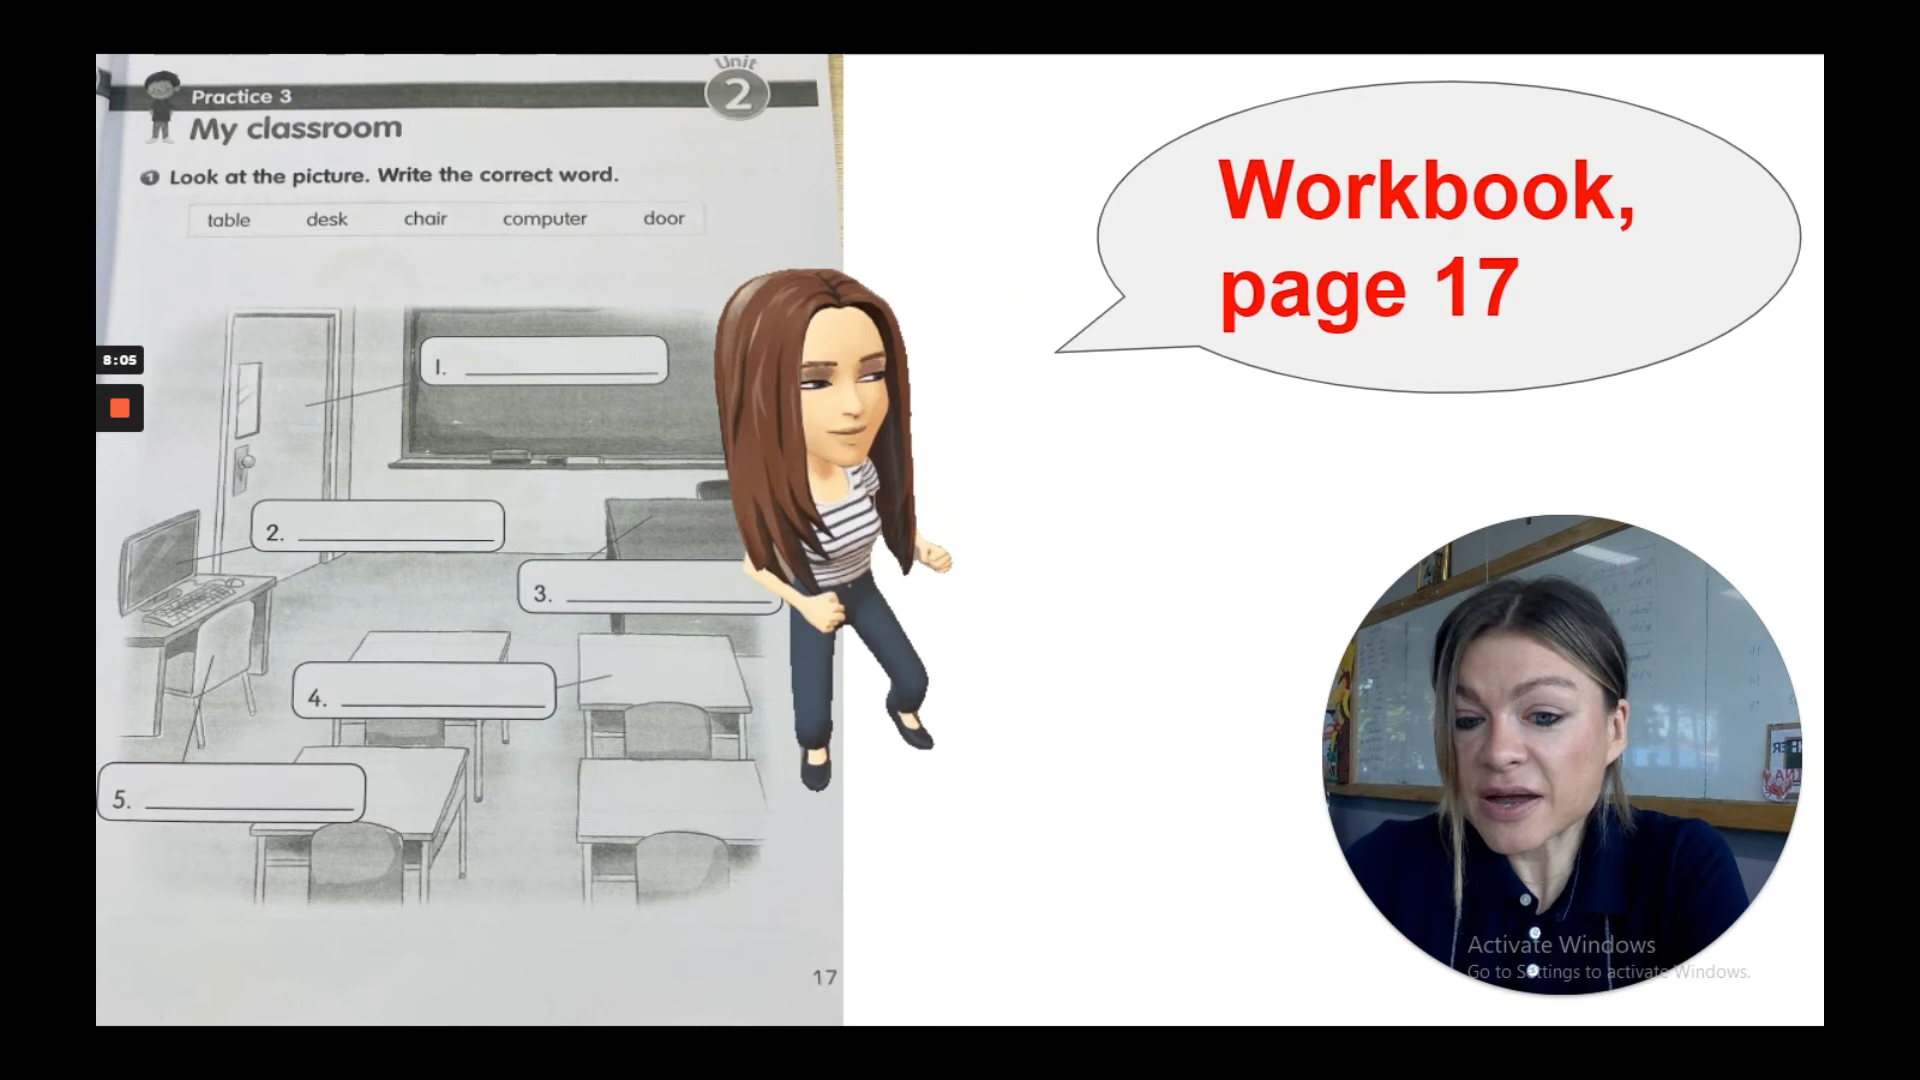 Unit
2
Practice 3
My classroom
1 Look at the picture. Write the correct word.
table desk chair computer door
1.
2.
3.
4.
5.
17
8:05
Workbook,
page 17
Activate Windows
Go to Settings to activate Windows.